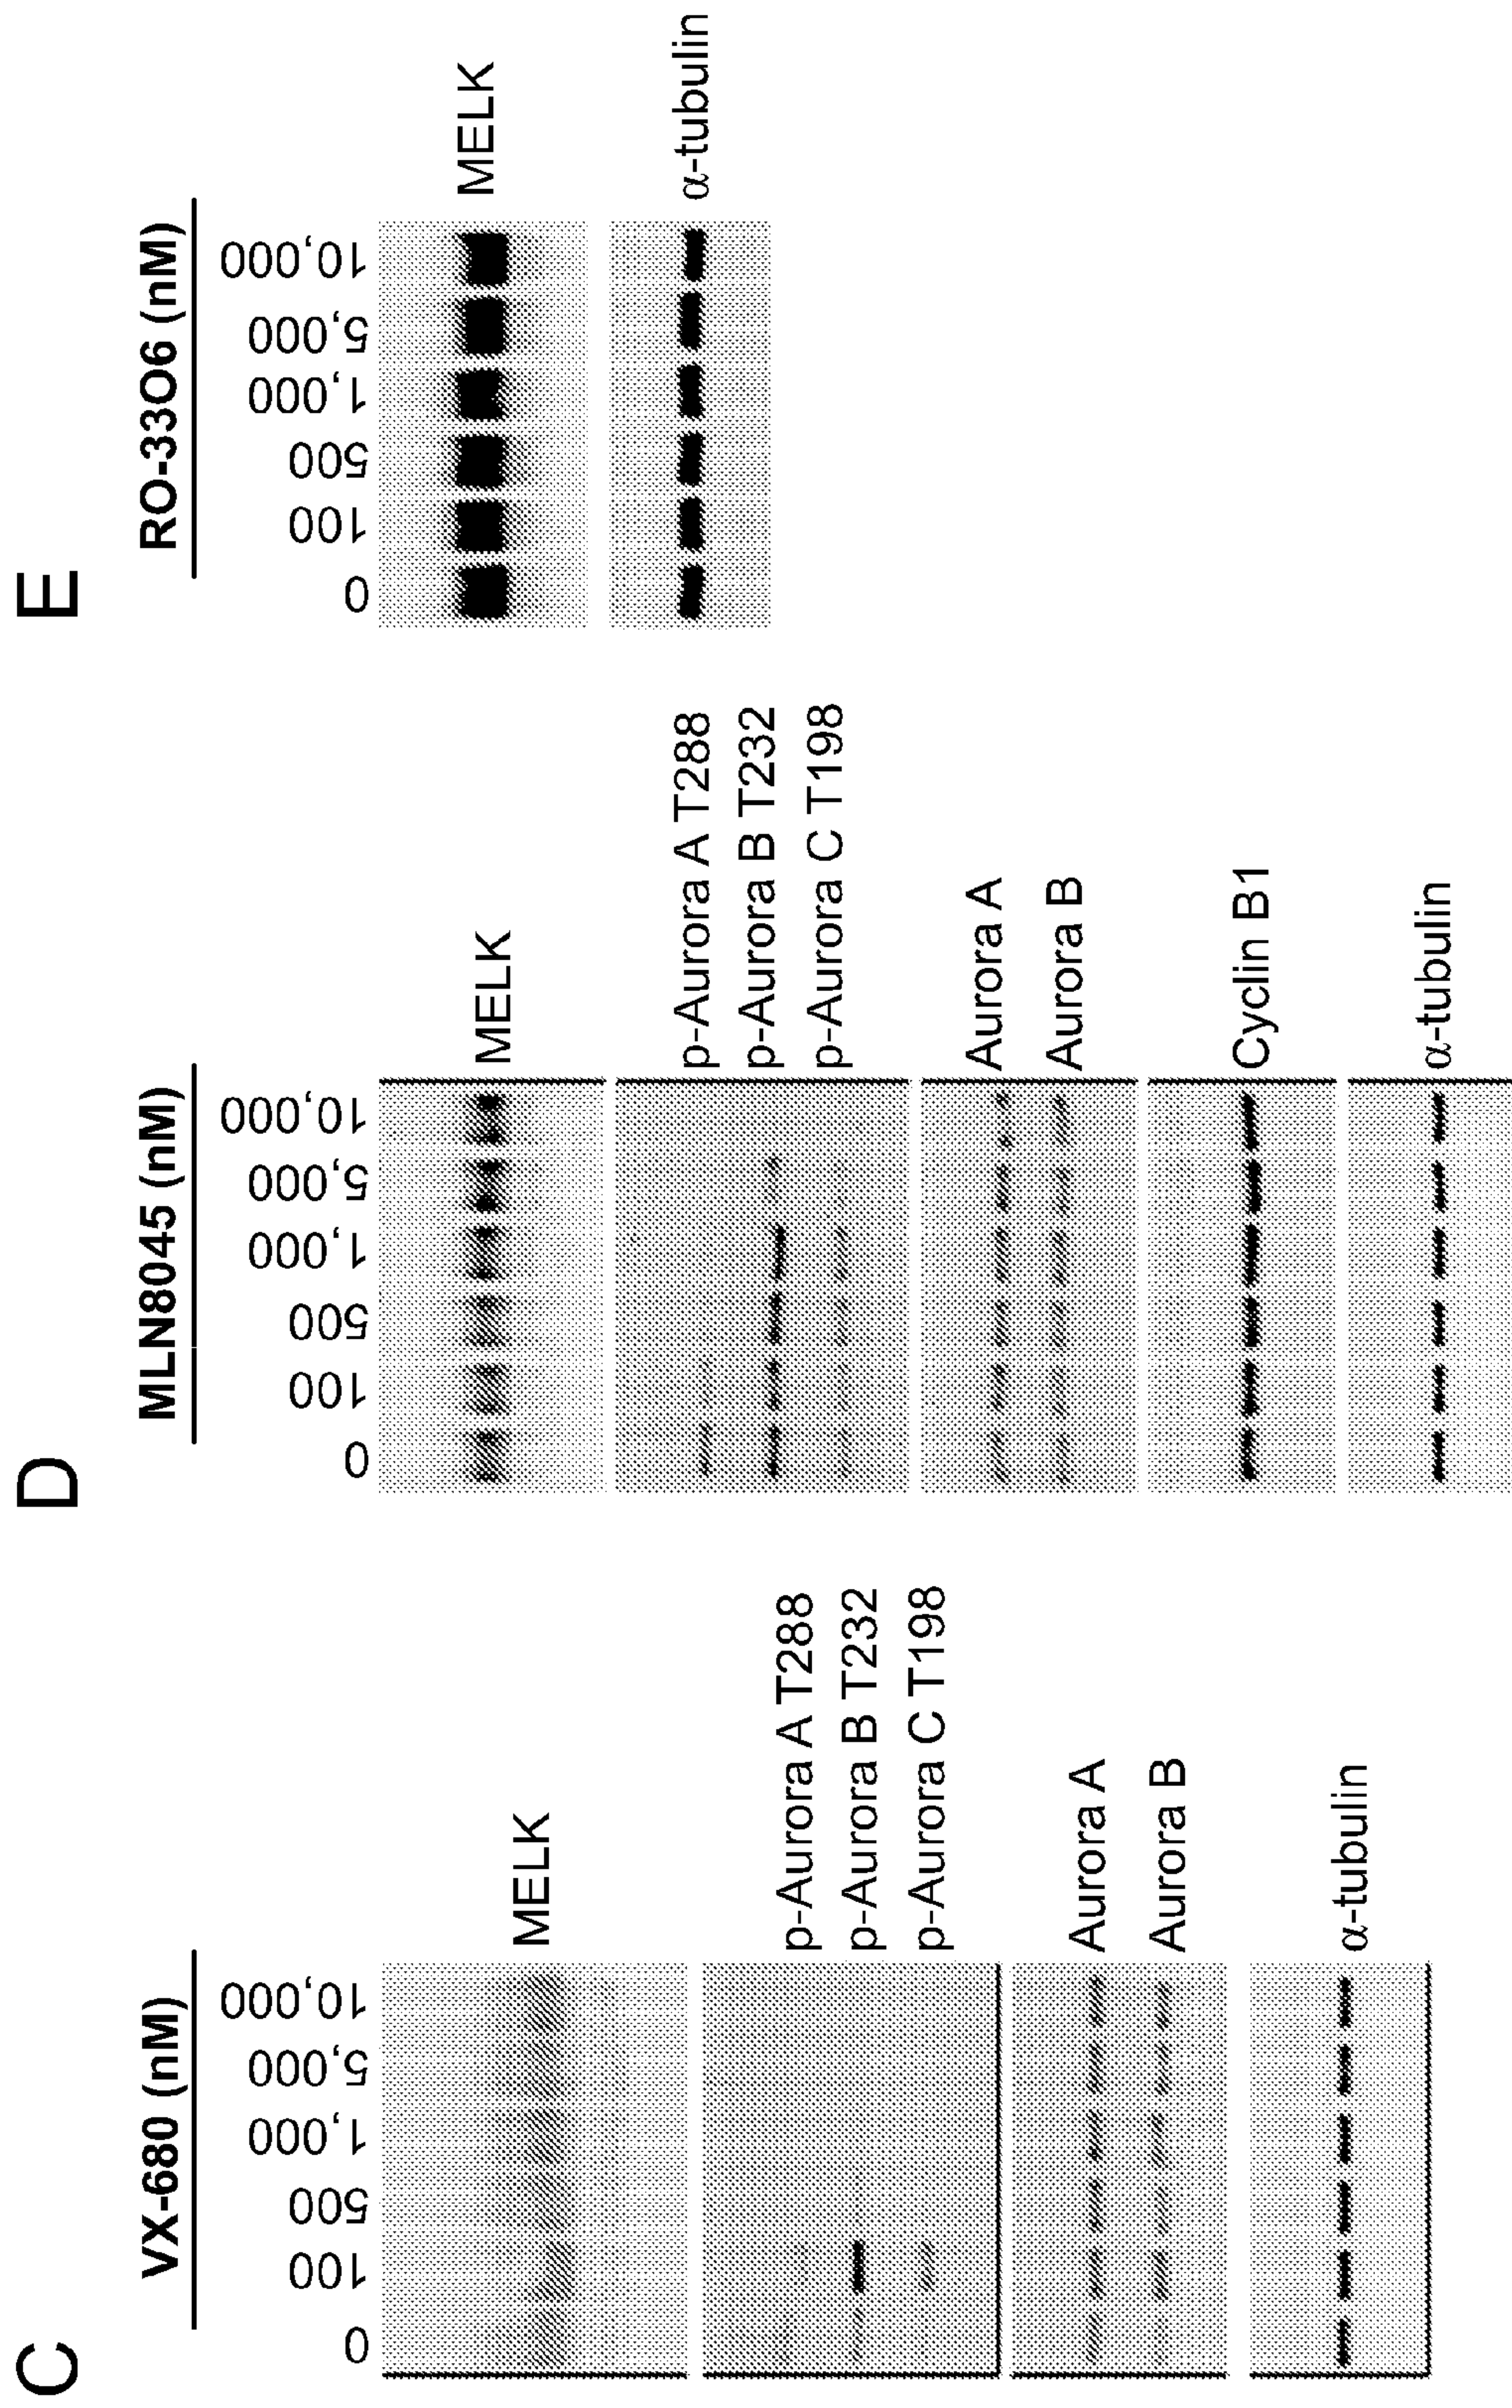 C
VX-680 (nM)
0 100 500 1,000 5,000 10,000
MELK
p-Aurora A T288
p-Aurora B T232
p-Aurora C T198
Aurora A
Aurora B
α-tubulin
D
MLN8045 (nM)
0 100 500 1,000 5,000 10,000
MELK
p-Aurora A T288
p-Aurora B T232
p-Aurora C T198
Aurora A
Aurora B
Cyclin B1
α-tubulin
E
RO-33O6 (nM)
0 100 500 1,000 5,000 10,000
MELK
α-tubulin